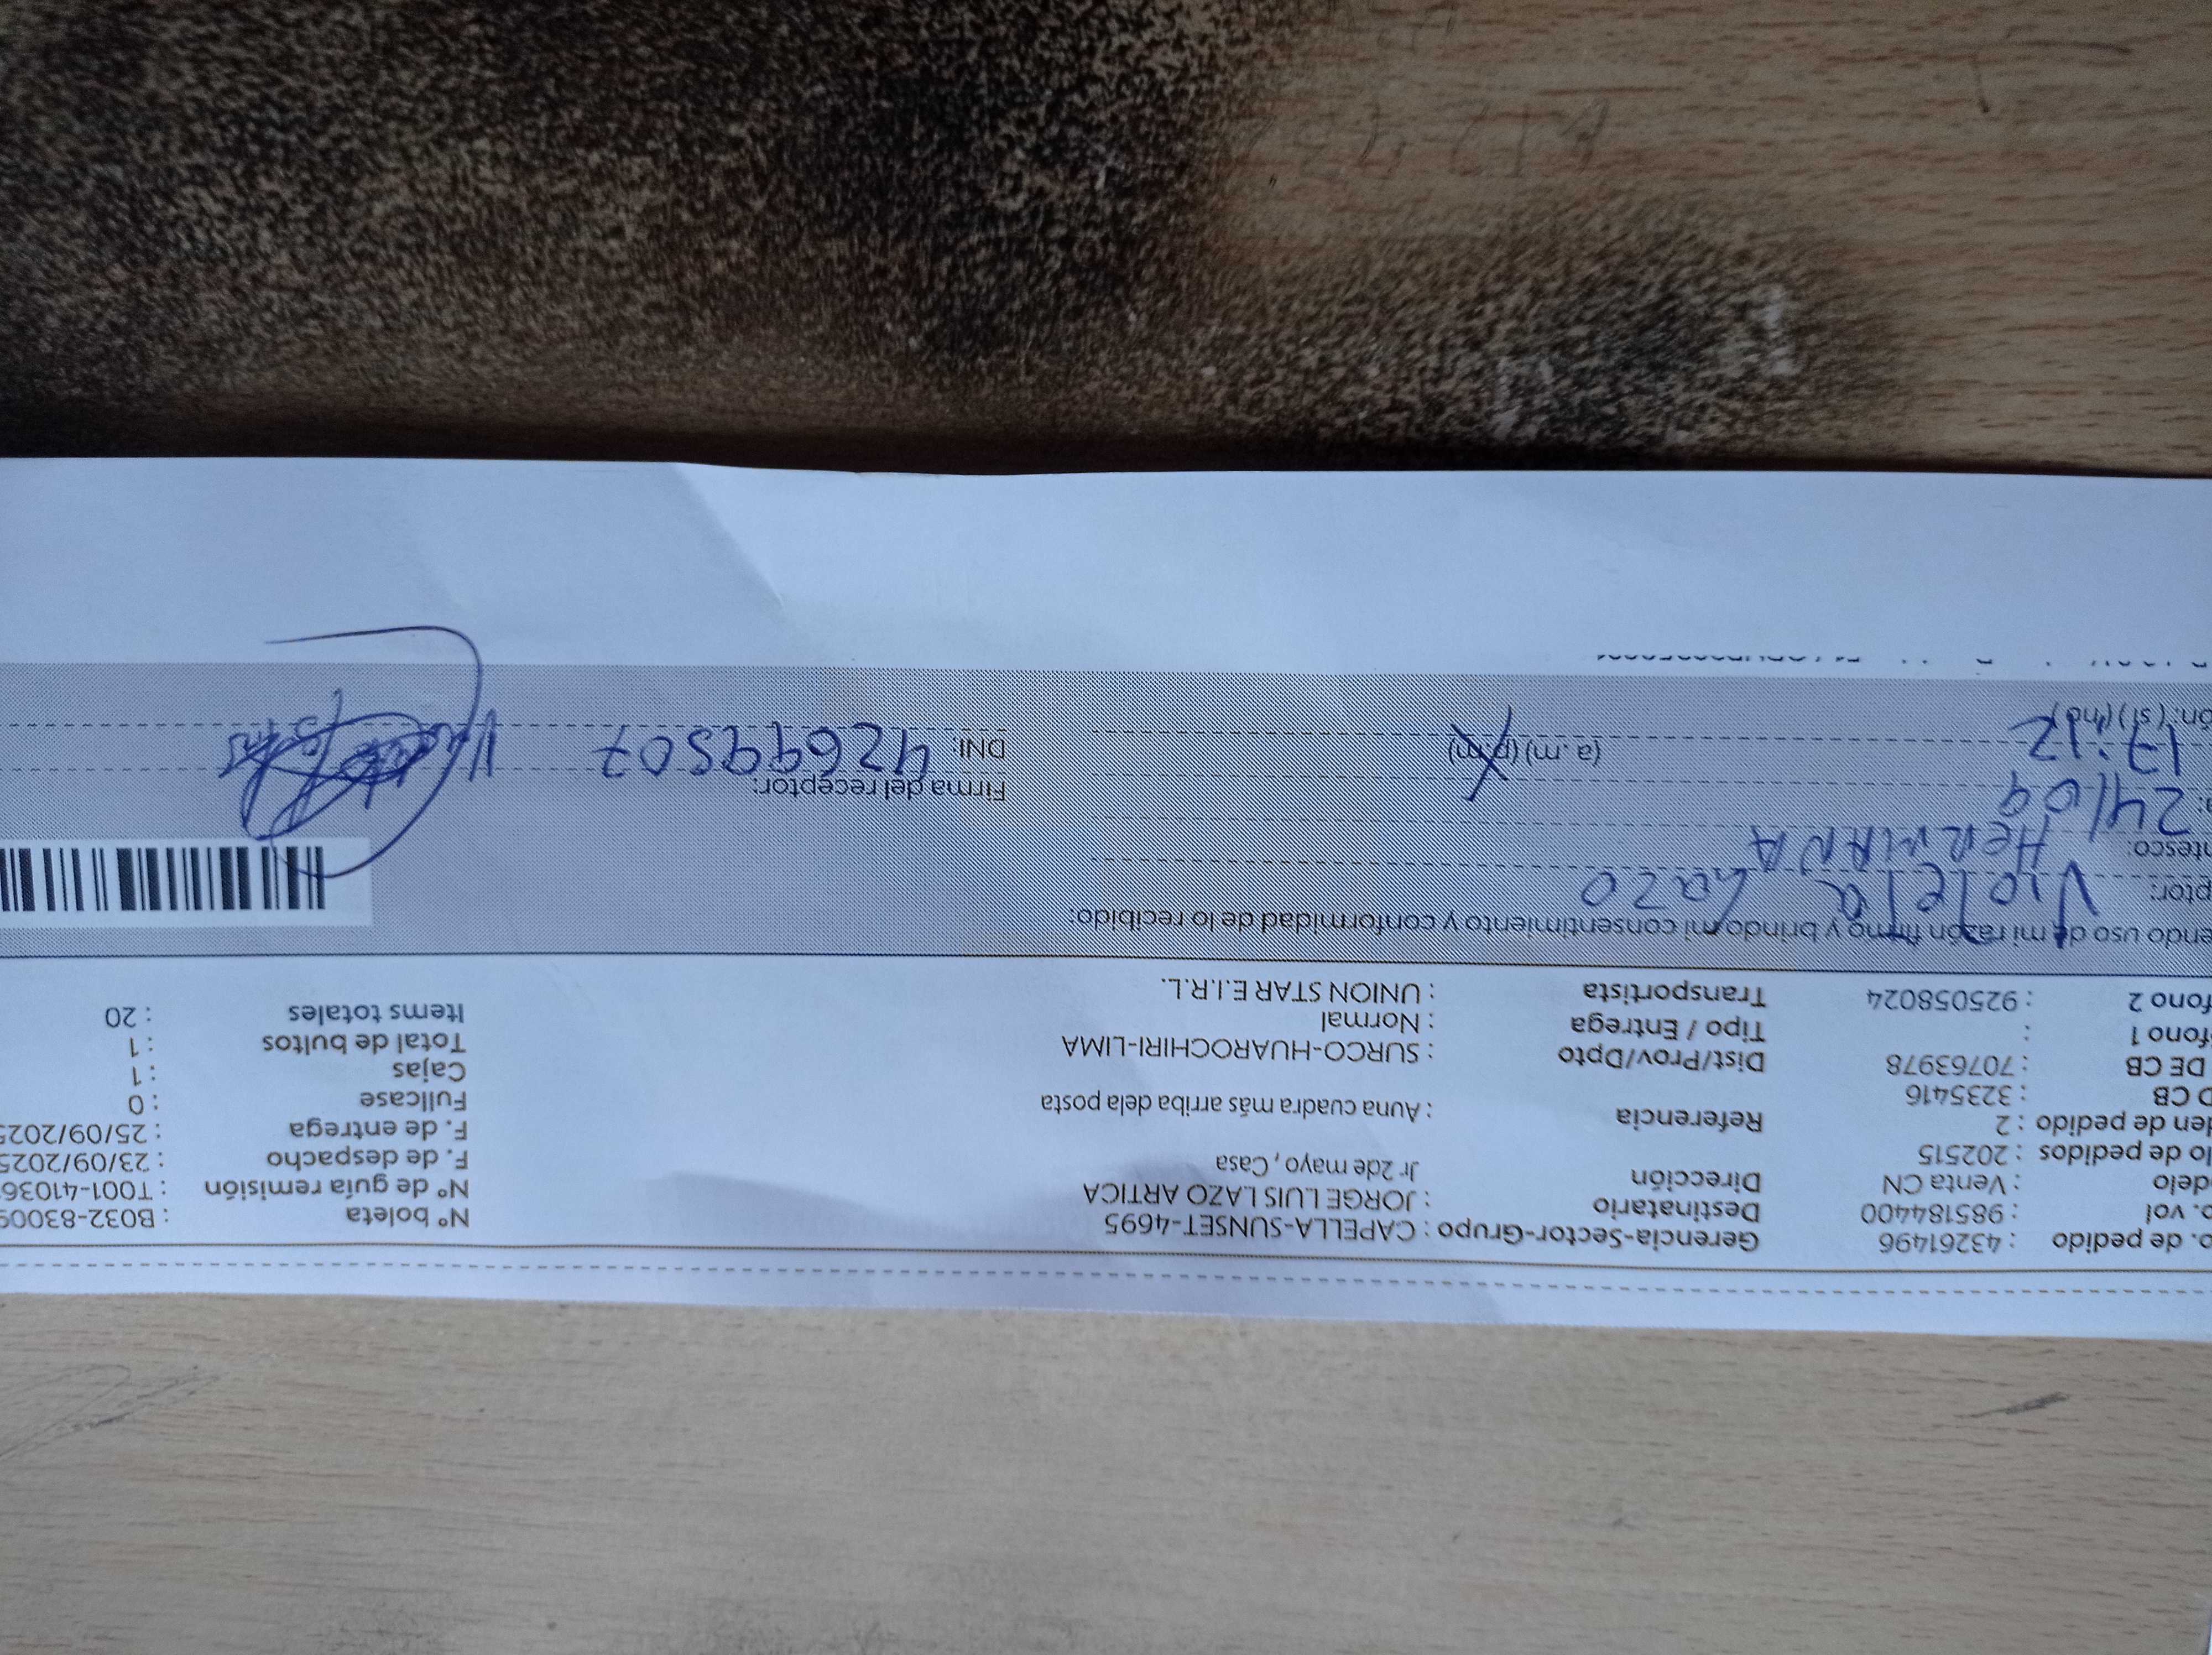 o. de pedido : 43261496 Gerencia-Sector-Grupo : CAPELLA-SUNSET-4695 N° boleta : B032-83009
o. vol : 985184400 Destinatario : JORGE LUIS LAZO ARTICA N° de guía remisión : T001-41036
delo : Venta CN Dirección Jr 2de mayo , Casa F. de despacho : 23/09/2025
lo de pedidos : 202515 F. de entrega : 25/09/2025
den de pedido : 2 Referencia : Auna cuadra más arriba dela posta Fullcase : 0
D CB : 3235416 Cajas : 1
DE CB : 70763978 Dist/Prov/Dpto : SURCO-HUAROCHIRI-LIMA Total de bultos : 1
éfono 1 : Tipo / Entrega : Normal Items totales : 20
éfono 2 : 925058024 Transportista : UNION STAR E.I.R.L.
endo uso de mi razón firmo y brindo mi consentimiento y conformidad de lo recibido:
ptor: Violeta Lazo
ntesco: HERMANA
n: 24/09 Firma del receptor:
17:12 (a.m) (p.m) DNI: 42699507
ón: (si) (no)